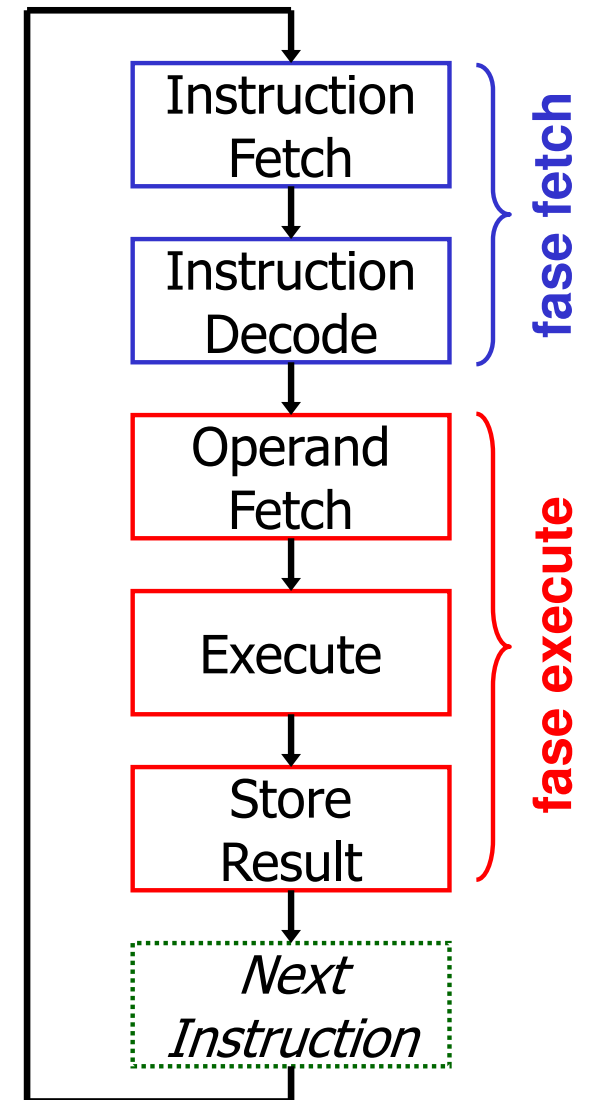 Instruction
Fetch
fase fetch
Instruction
Decode
Operand
Fetch
Execute
fase execute
Store
Result
Next
Instruction